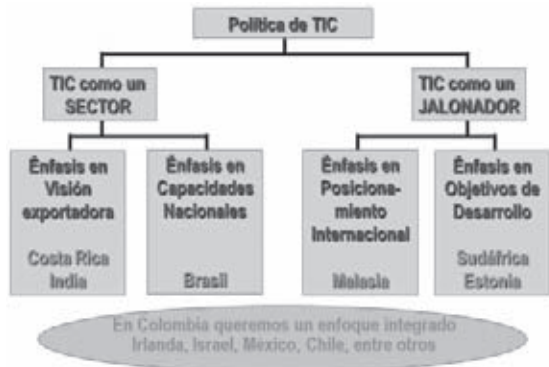 Política de TIC
TIC como un
SECTOR
TIC como un
JALONADOR
Énfasis en
Visión
exportadora
Costa Rica
India
Énfasis en
Capacidades
Nacionales
Brasil
Énfasis en
Posiciona-
miento
Internacional
Malasia
Énfasis en
Objetivos de
Desarrollo
Sudáfrica
Estonia
En Colombia queremos un enfoque integrado
Irlanda, Israel, México, Chile, entre otros